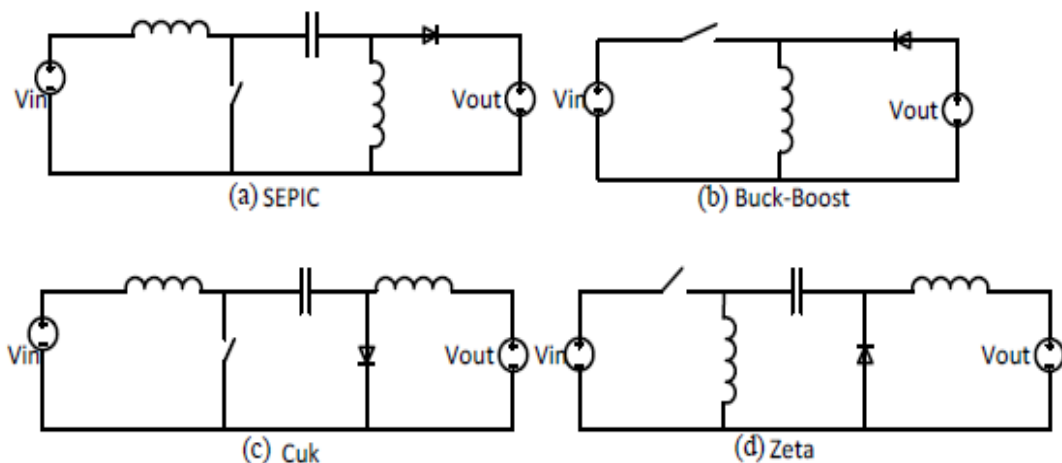 Vin
Vout
(a) SEPIC
Vin
Vout
(b) Buck-Boost
Vin
Vout
(c) Cuk
Vin
Vout
(d) Zeta